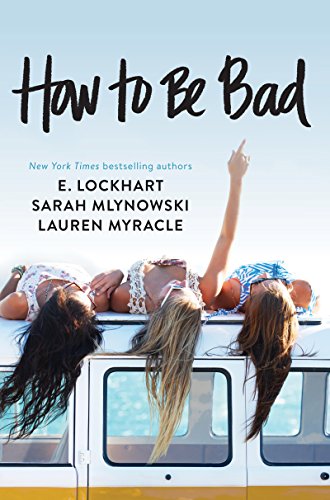 How to Be Bad
New York Times bestselling authors
E. LOCKHART
SARAH MLYNOWSKI
LAUREN MYRACLE